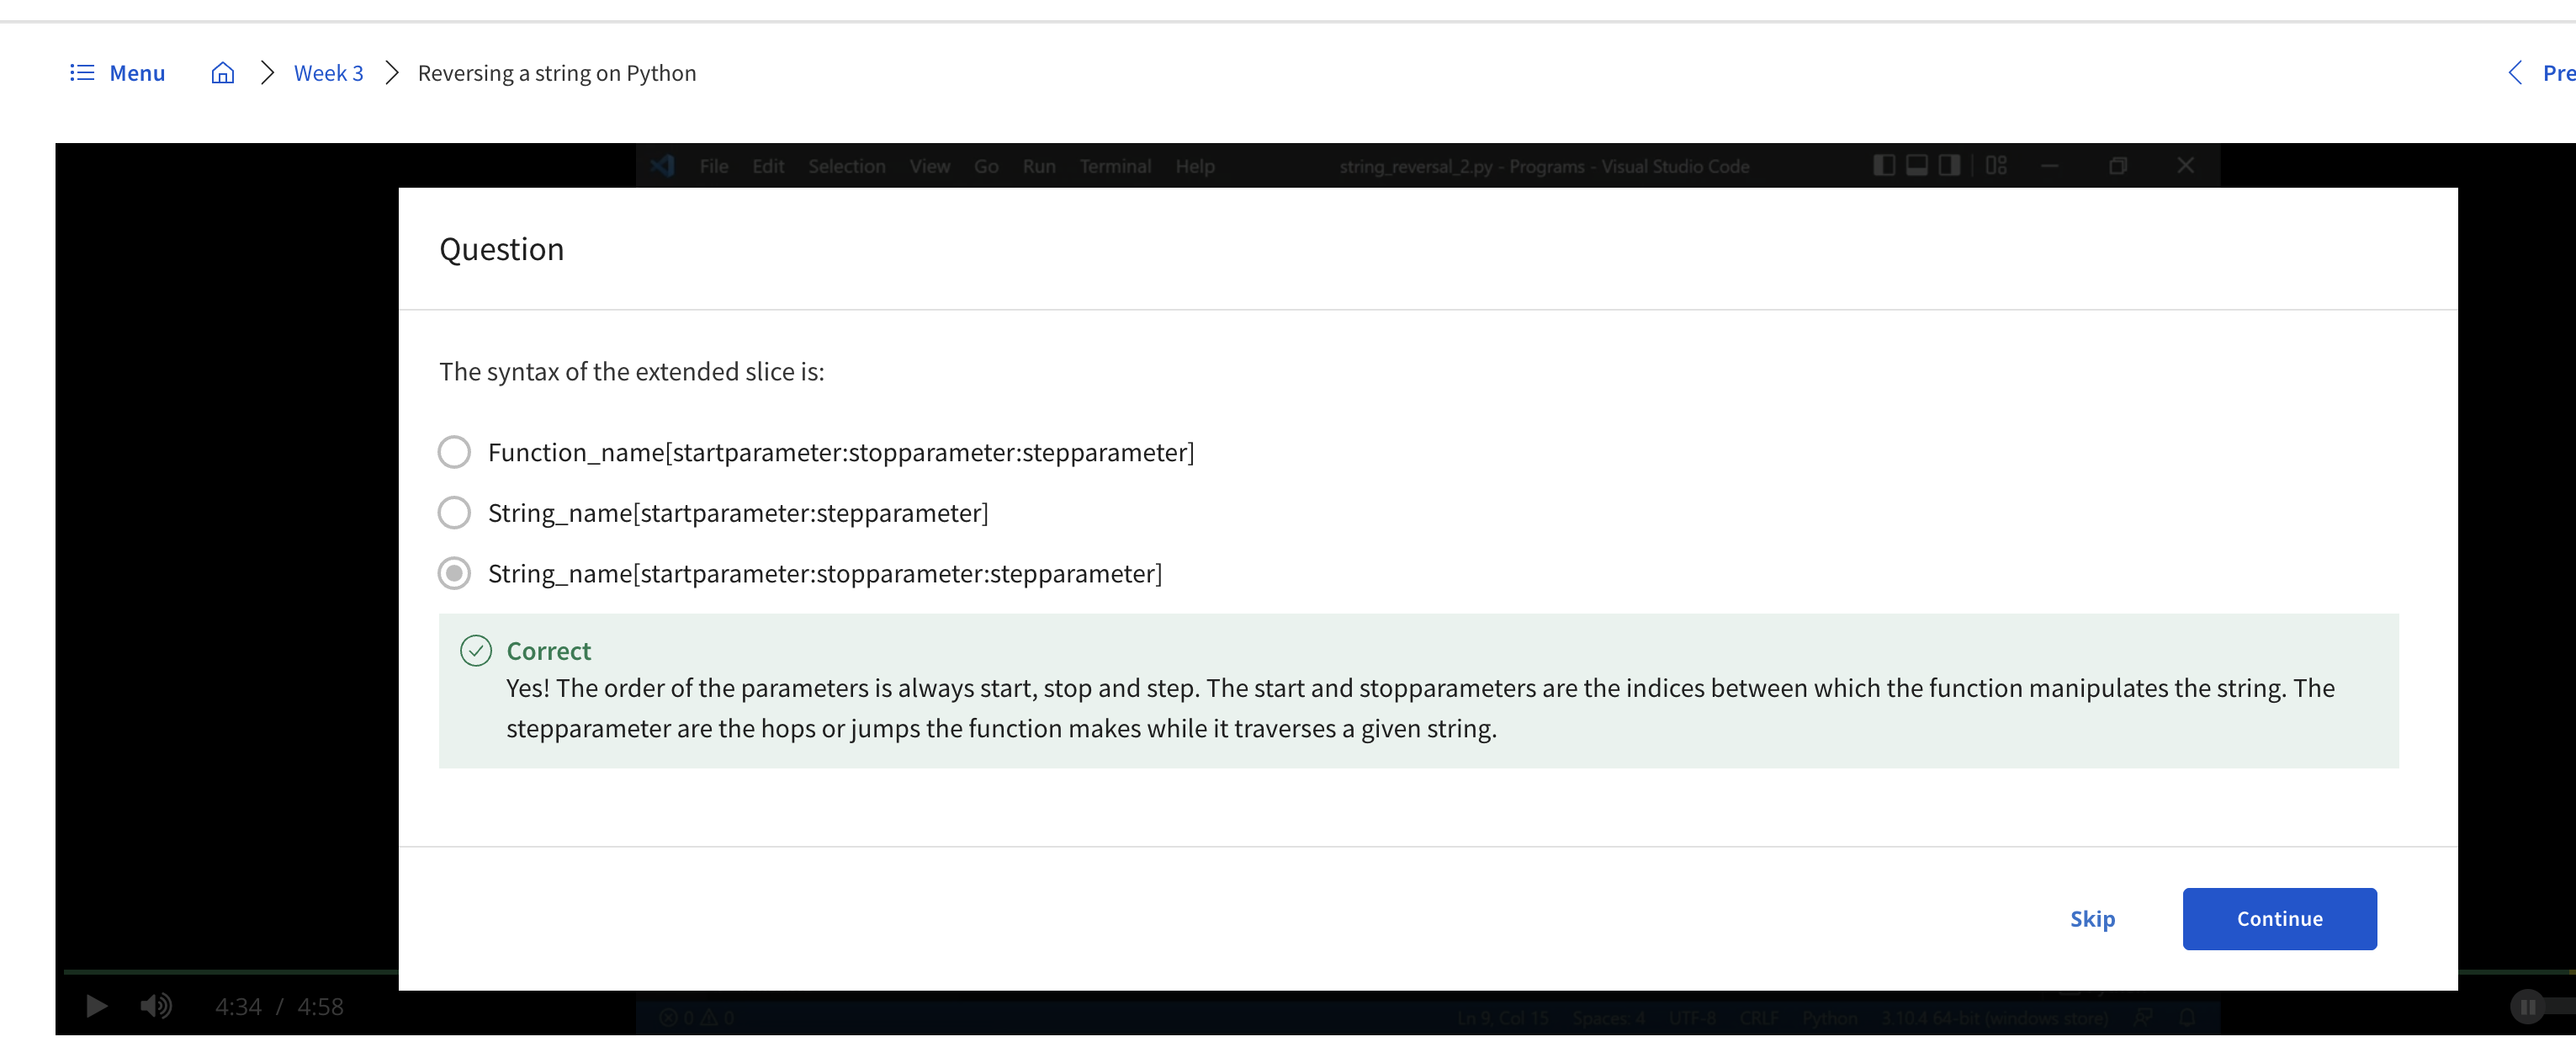 Menu
Week 3
Reversing a string on Python
Pre
File Edit Selection View Go Run Terminal Help
string_reversal_2.py - Programs - Visual Studio Code
Question
The syntax of the extended slice is:
Function_name[startparameter:stopparameter:stepparameter]
String_name[startparameter:stepparameter]
String_name[startparameter:stopparameter:stepparameter]
Correct
Yes! The order of the parameters is always start, stop and step. The start and stopparameters are the indices between which the function manipulates the string. The
stepparameter are the hops or jumps the function makes while it traverses a given string.
Skip
Continue
4:34 / 4:58
0 0
Ln 9, Col 15 Spaces: 4 UTF-8 CRLF Python 3.10.4 64-bit (windows store)